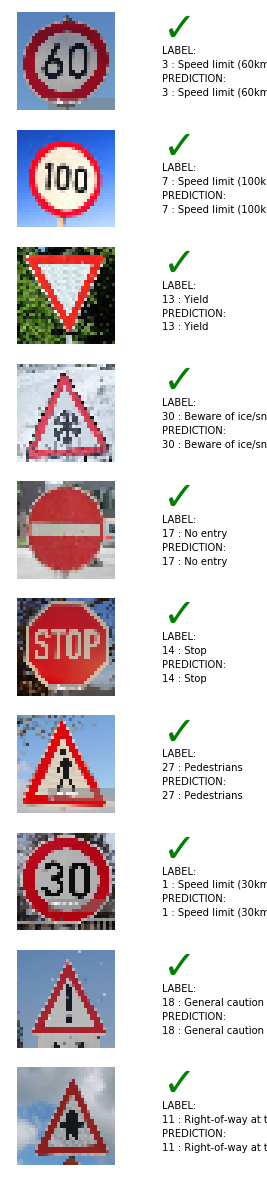 60
✓
LABEL:
3 : Speed limit (60km
PREDICTION:
3 : Speed limit (60km
100
✓
LABEL:
7 : Speed limit (100k
PREDICTION:
7 : Speed limit (100k
✓
LABEL:
13 : Yield
PREDICTION:
13 : Yield
✓
LABEL:
30 : Beware of ice/sn
PREDICTION:
30 : Beware of ice/sn
✓
LABEL:
17 : No entry
PREDICTION:
17 : No entry
STOP
✓
LABEL:
14 : Stop
PREDICTION:
14 : Stop
✓
LABEL:
27 : Pedestrians
PREDICTION:
27 : Pedestrians
30
✓
LABEL:
1 : Speed limit (30km
PREDICTION:
1 : Speed limit (30km
!
✓
LABEL:
18 : General caution
PREDICTION:
18 : General caution
✓
LABEL:
11 : Right-of-way at t
PREDICTION:
11 : Right-of-way at t